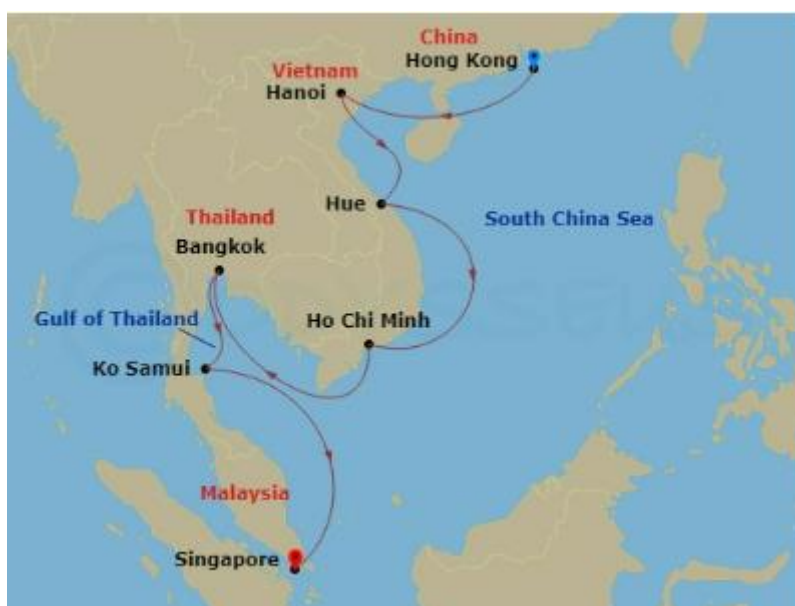 China
Hong Kong
Vietnam
Hanoi
Hue
South China Sea
Thailand
Bangkok
Gulf of Thailand
Ho Chi Minh
Ko Samui
Malaysia
Singapore